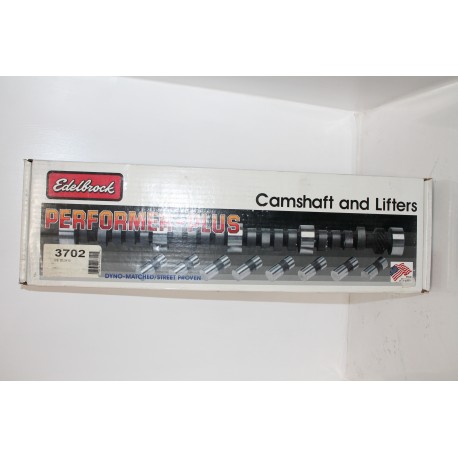 Edelbrock
Camshaft and Lifters
PERFORMER PLUS
3702
DYNO-MATCHED/STREET PROVEN